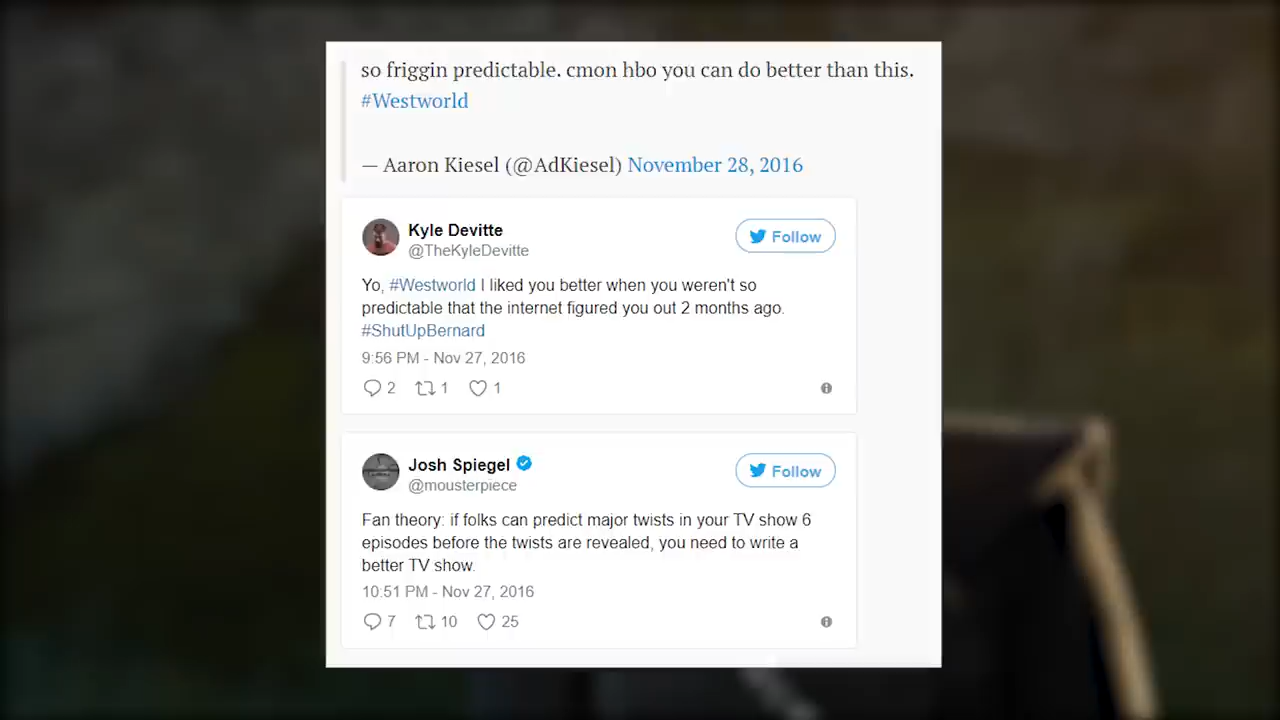 so friggin predictable. cmon hbo you can do better than this.
#Westworld
— Aaron Kiesel (@AdKiesel) November 28, 2016
Kyle Devitte
@TheKyleDevitte
Follow
Yo, #Westworld I liked you better when you weren't so
predictable that the internet figured you out 2 months ago.
#ShutUpBernard
9:56 PM - Nov 27, 2016
2 1 1
Josh Spiegel
@mousterpiece
Follow
Fan theory: if folks can predict major twists in your TV show 6
episodes before the twists are revealed, you need to write a
better TV show.
10:51 PM - Nov 27, 2016
7 10 25